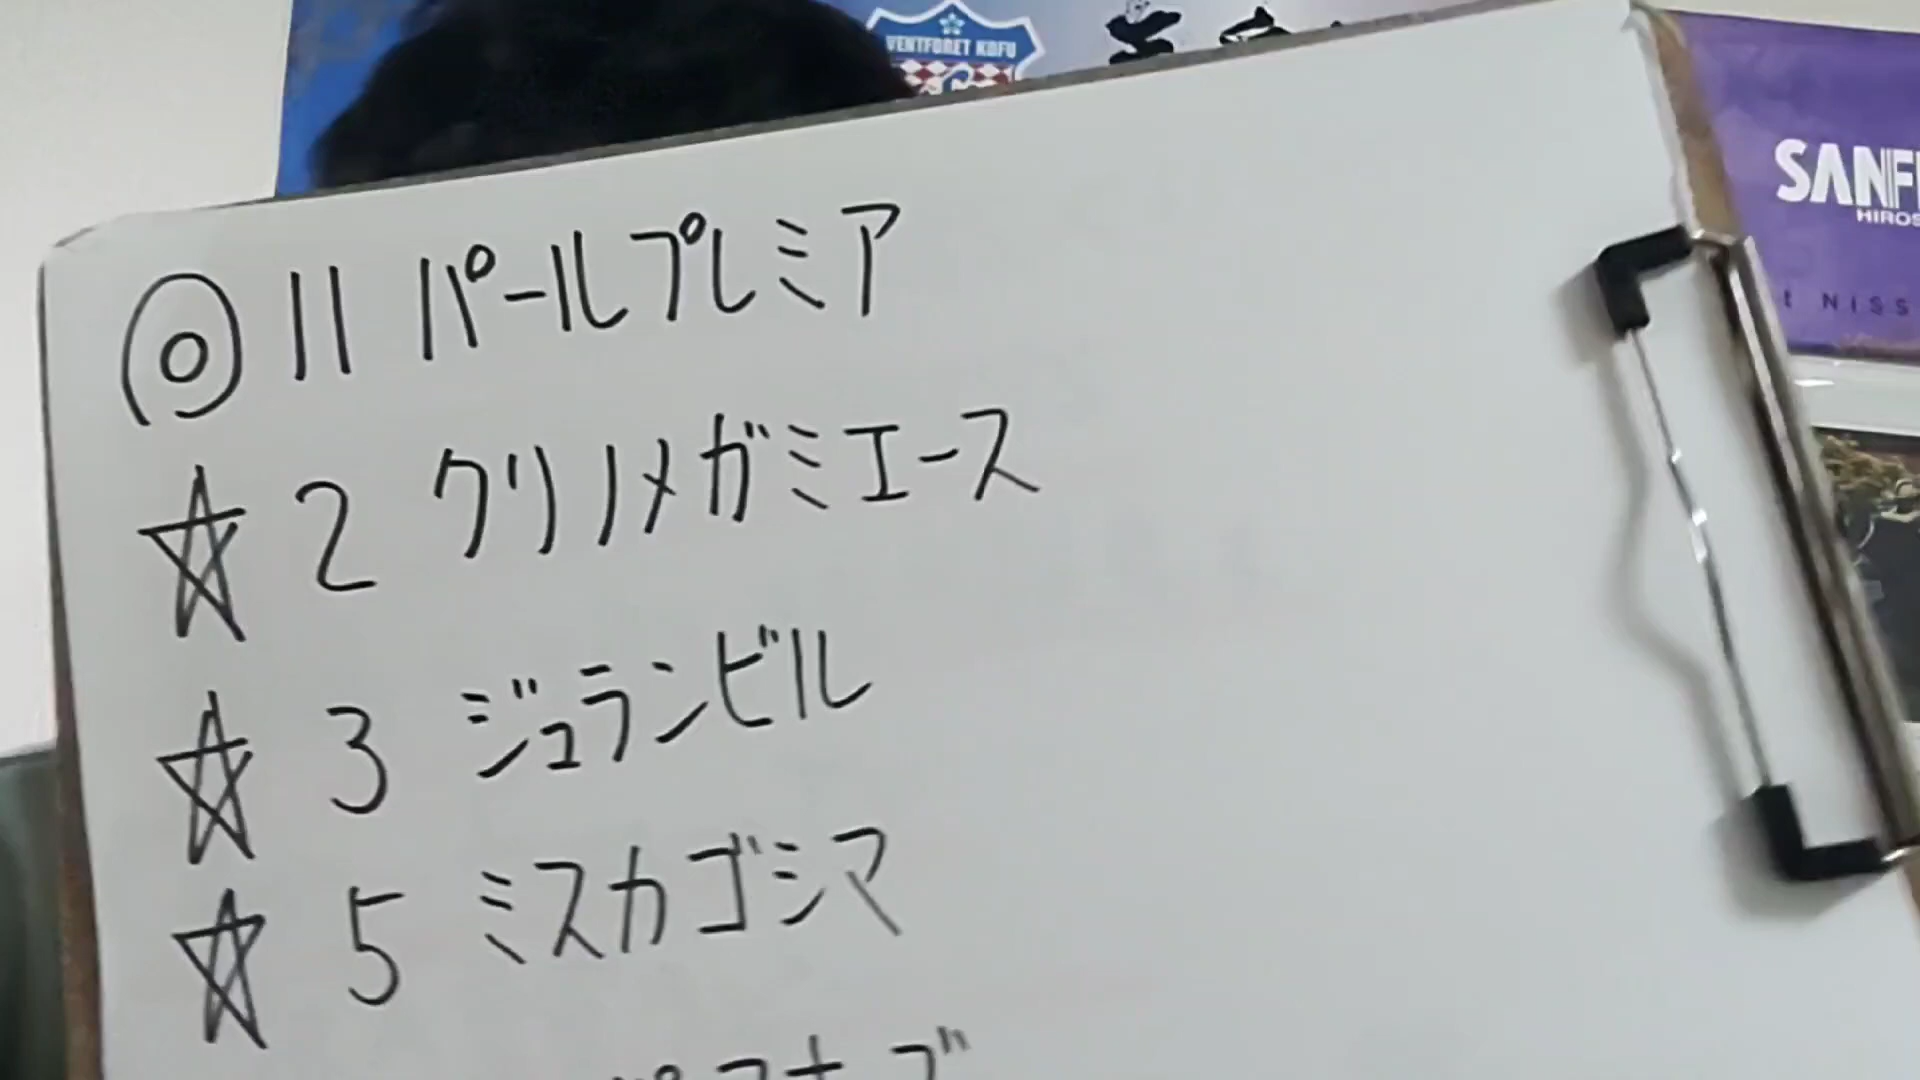 VENTFORET KOFU
SANF
HIROS
t NISS
◎ 11 パールプレミア
☆ 2 クリノメガミエース
☆ 3 ジュランビル
☆ 5 ミスカゴシマ